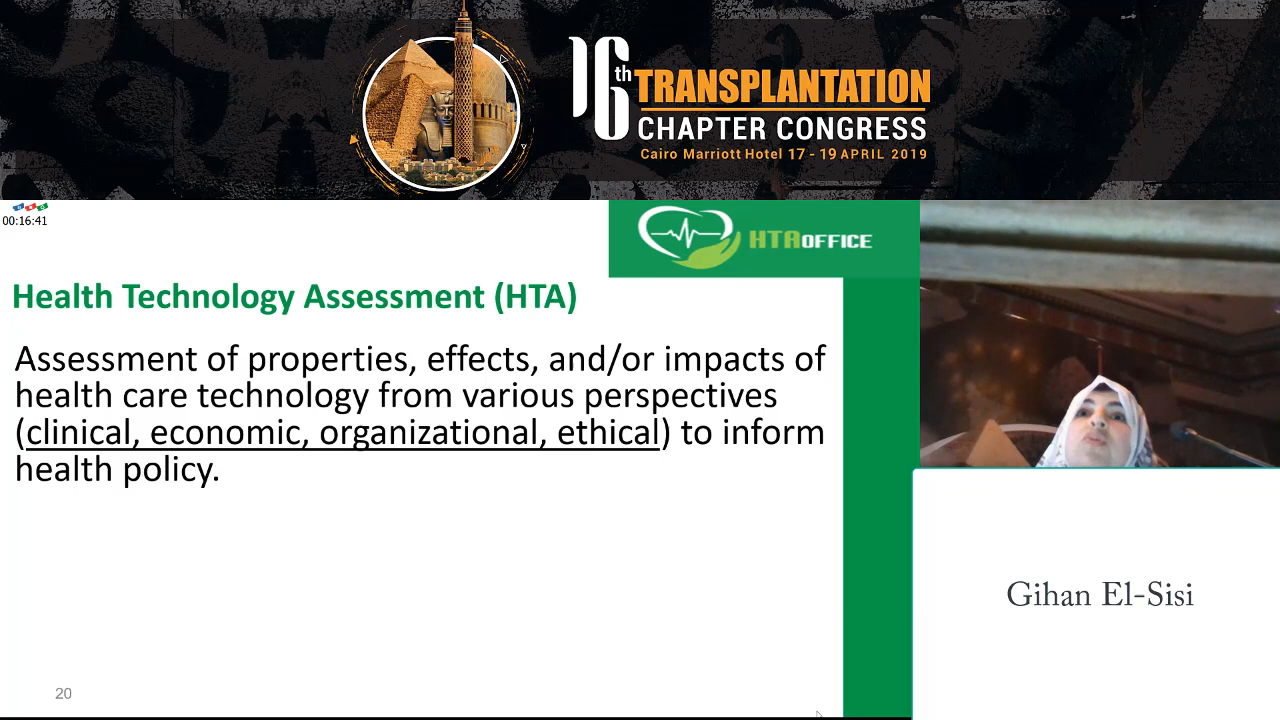 16th TRANSPLANTATION
CHAPTER CONGRESS
Cairo Marriott Hotel 17 - 19 APRIL 2019
00:16:41
HTAOFFICE
Health Technology Assessment (HTA)
Assessment of properties, effects, and/or impacts of
health care technology from various perspectives
(clinical, economic, organizational, ethical) to inform
health policy.
Gihan El-Sisi
20